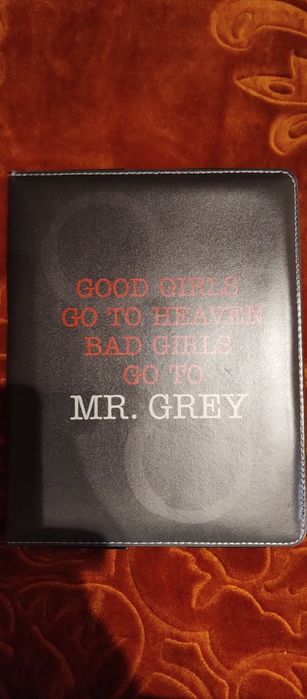 GOOD GIRLS
GO TO HEAVEN
BAD GIRLS
GO TO
MR. GREY